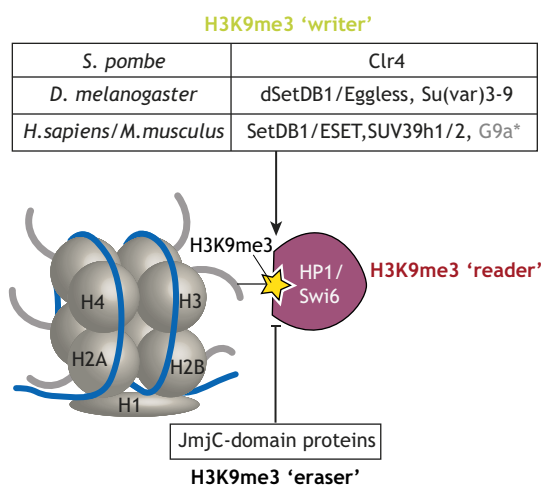 H3K9me3 ‘writer’
S. pombe Clr4
D. melanogaster dSetDB1/Eggless, Su(var)3-9
H.sapiens/M.musculus SetDB1/ESET,SUV39h1/2, G9a*
H3K9me3
HP1/
Swi6
H3K9me3 ‘reader’
H4
H3
H2A
H2B
H1
JmjC-domain proteins
H3K9me3 ‘eraser’